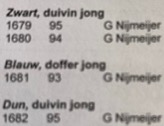 Zwart, duivin jong
1679 95 G Nijmeijer
1680 94 G Nijmeijer
Blauw, doffer jong
1681 93 G Nijmeijer
Dun, duivin jong
1682 95 G Nijmeijer